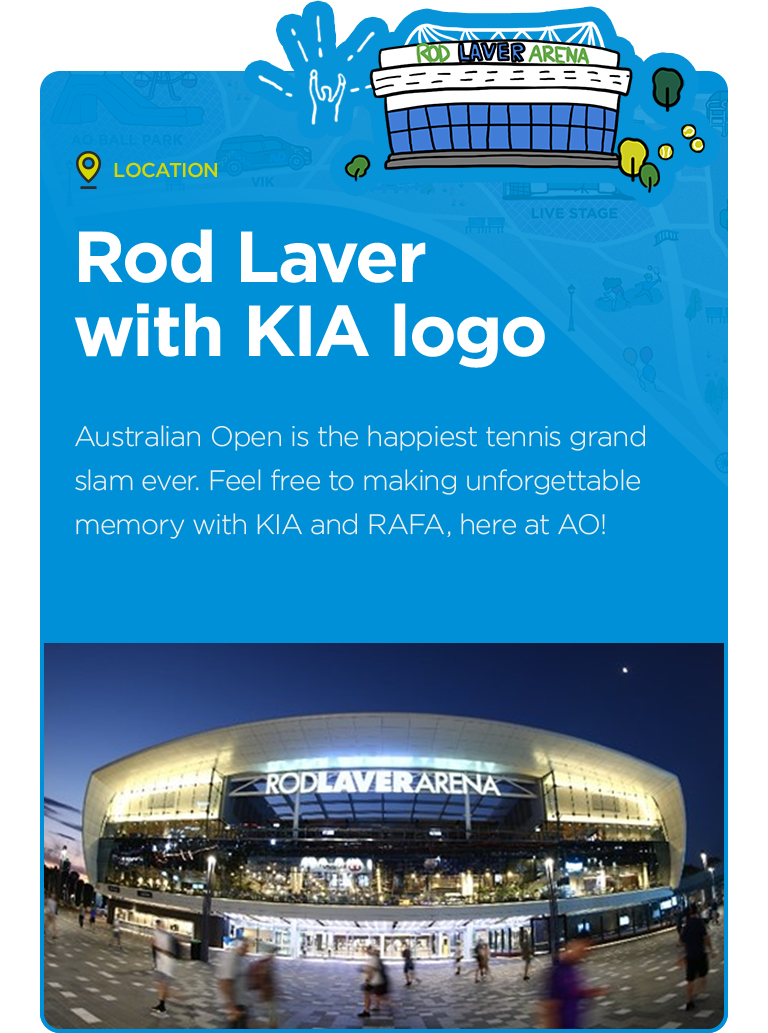 ROD LAVER ARENA
AO BALL PARK
LOCATION
VIK
LIVE STAGE
Rod Laver
with KIA logo
Australian Open is the happiest tennis grand
slam ever. Feel free to making unforgettable
memory with KIA and RAFA, here at AO!
RODLAVERARENA